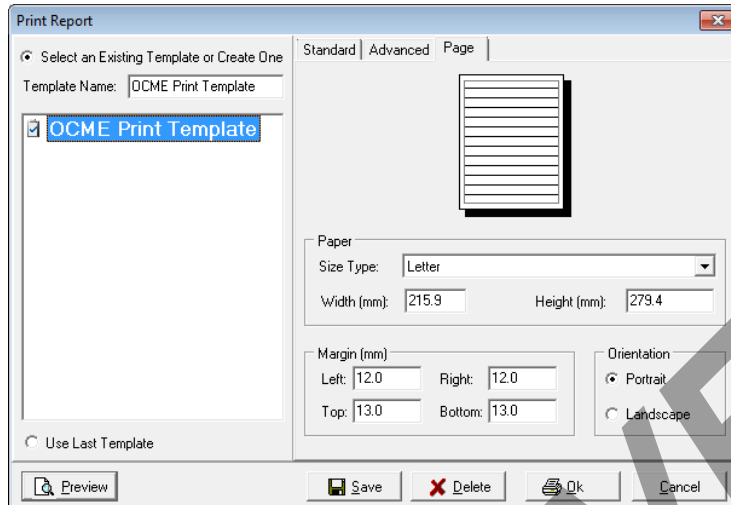 Print Report
Select an Existing Template or Create One
Template Name: OCME Print Template
OCME Print Template
Use Last Template
Standard Advanced Page
Paper
Size Type: Letter
Width (mm): 215.9 Height (mm): 279.4
Margin (mm)
Left: 12.0 Right: 12.0
Top: 13.0 Bottom: 13.0
Orientation
Portrait
Landscape
Preview Save Delete Ok Cancel